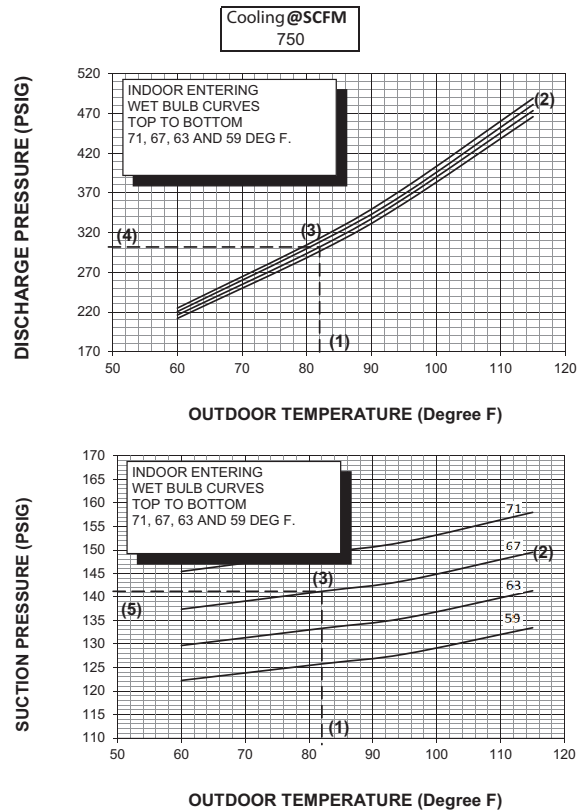 Cooling @SCFM
750
DISCHARGE PRESSURE (PSIG)
520
470
420
370
320
270
220
170
INDOOR ENTERING
WET BULB CURVES
TOP TO BOTTOM
71, 67, 63 AND 59 DEG F.
(2)
(3)
(4)
(1)
50 60 70 80 90 100 110 120
OUTDOOR TEMPERATURE (Degree F)
SUCTION PRESSURE (PSIG)
170
165
160
155
150
145
140
135
130
125
120
115
110
INDOOR ENTERING
WET BULB CURVES
TOP TO BOTTOM
71, 67, 63 AND 59 DEG F.
71
67
(2)
63
59
(3)
(5)
(1)
50 60 70 80 90 100 110 120
OUTDOOR TEMPERATURE (Degree F)